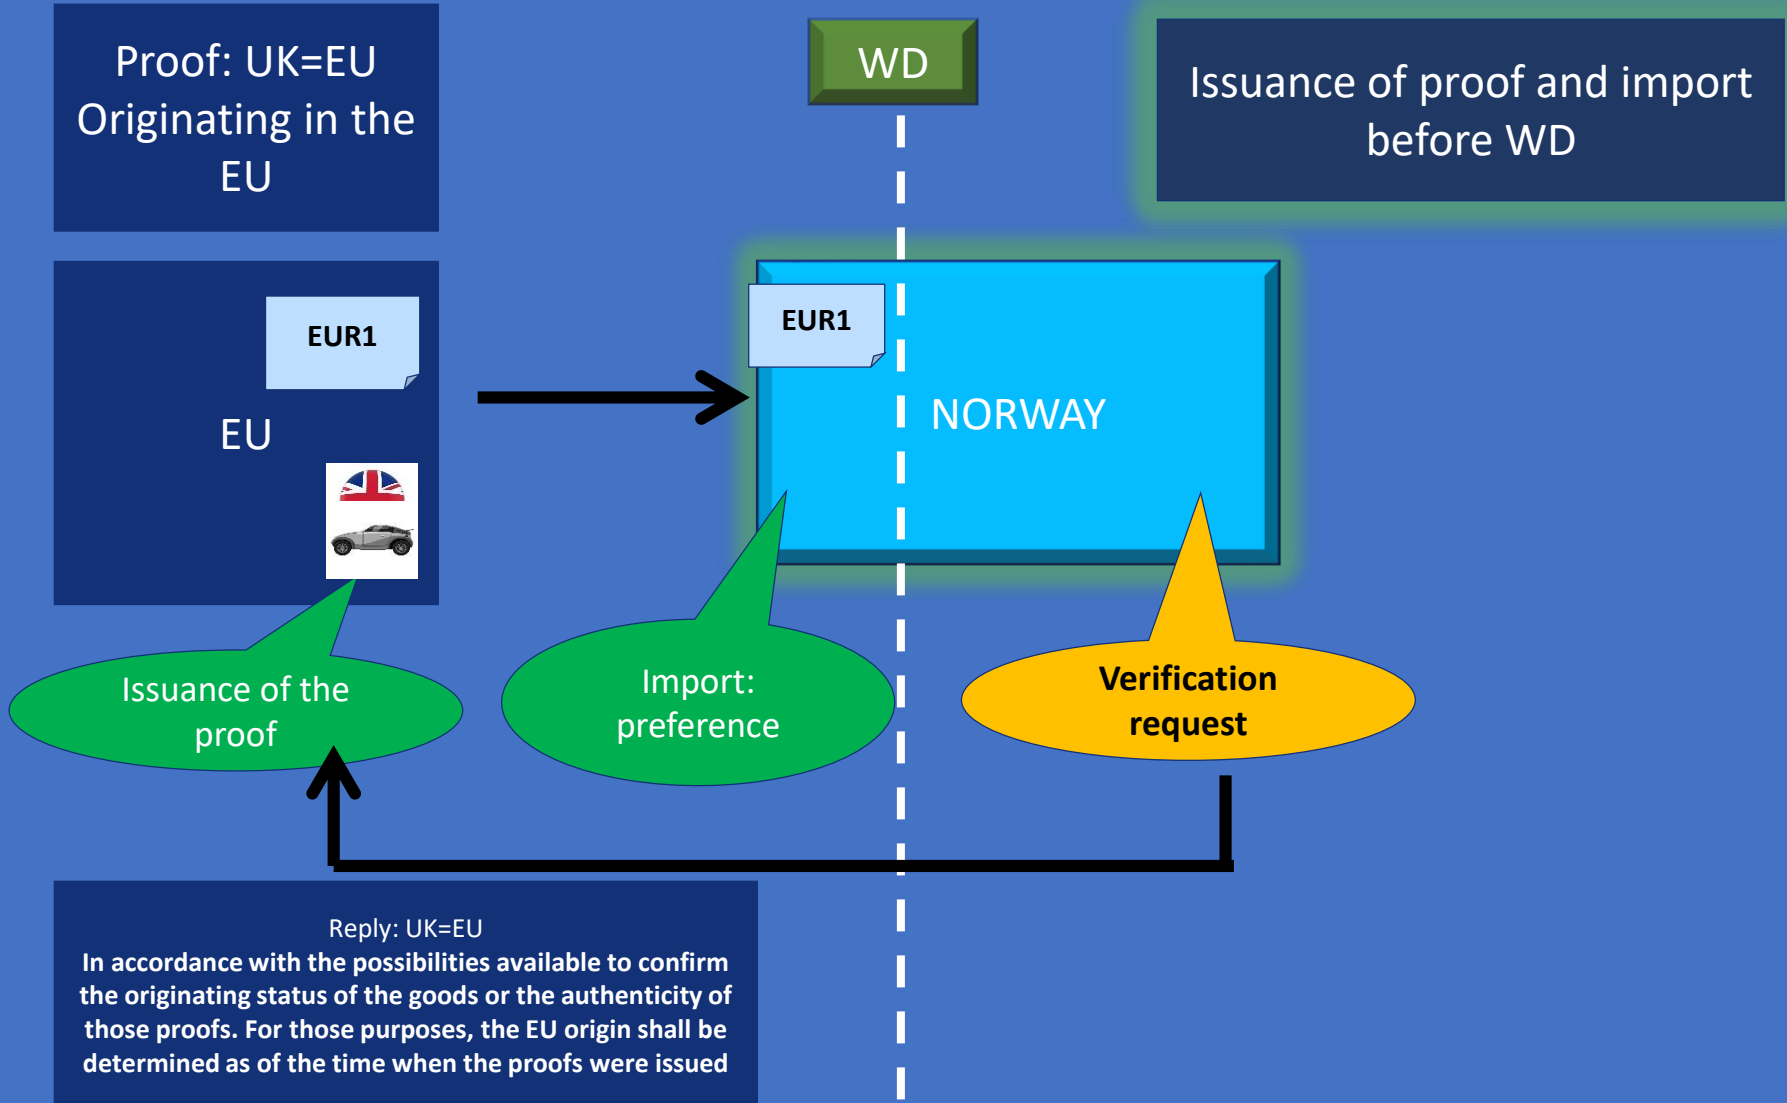 Proof: UK=EU
Originating in the
EU
WD
Issuance of proof and import
before WD
EUR1
EU
EUR1
NORWAY
Issuance of the
proof
Import:
preference
Verification
request
Reply: UK=EU
In accordance with the possibilities available to confirm
the originating status of the goods or the authenticity of
those proofs. For those purposes, the EU origin shall be
determined as of the time when the proofs were issued